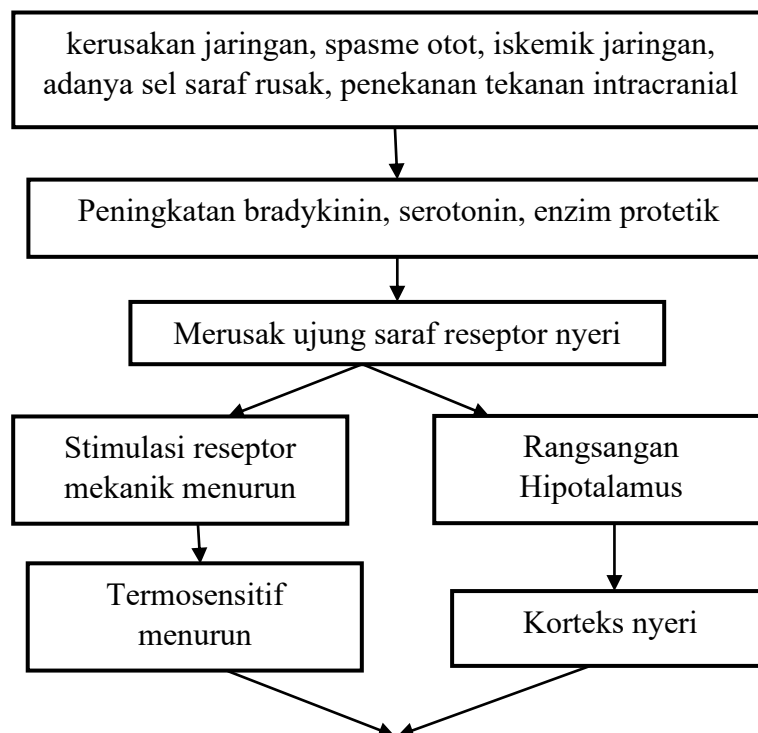 kerusakan jaringan, spasme otot, iskemik jaringan,
adanya sel saraf rusak, penekanan tekanan intracranial
Peningkatan bradykinin, serotonin, enzim protetik
Merusak ujung saraf reseptor nyeri
Stimulasi reseptor
mekanik menurun
Rangsangan
Hipotalamus
Termosensitif
menurun
Korteks nyeri